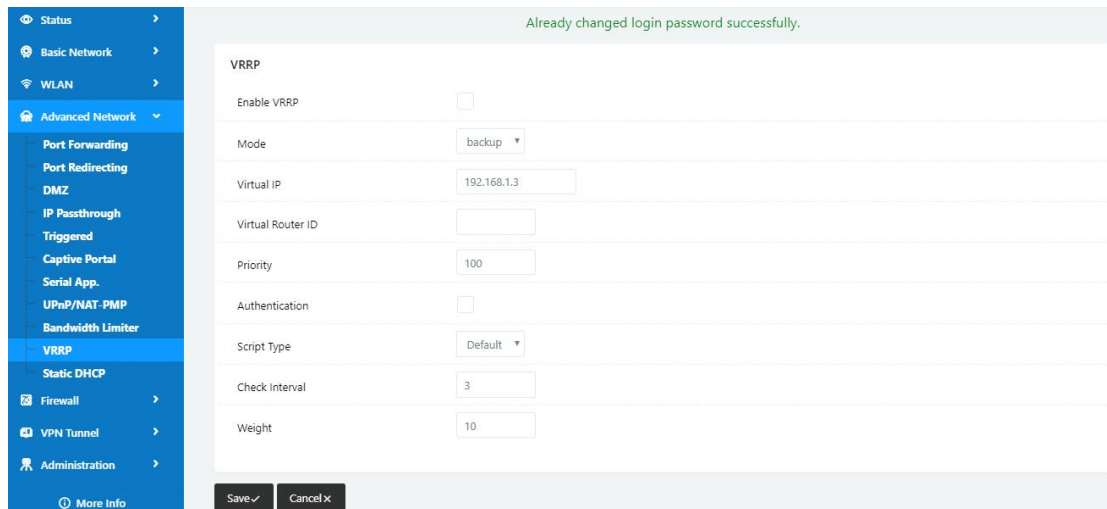 Status
Basic Network
WLAN
Advanced Network
Port Forwarding
Port Redirecting
DMZ
IP Passthrough
Triggered
Captive Portal
Serial App.
UPnP/NAT-PMP
Bandwidth Limiter
VRRP
Static DHCP
Firewall
VPN Tunnel
Administration
More Info
Already changed login password successfully.
VRRP
Enable VRRP
Mode backup
Virtual IP 192.168.1.3
Virtual Router ID
Priority 100
Authentication
Script Type Default
Check Interval 3
Weight 10
Save Cancel